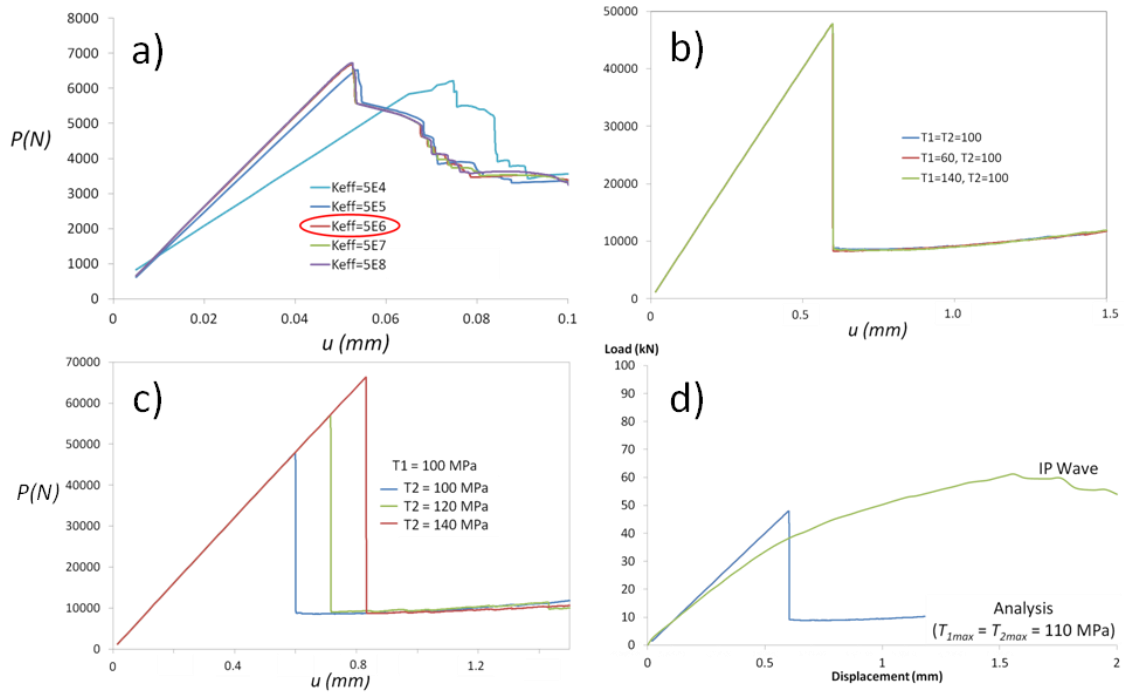 a)
8000
7000
6000
5000
4000
3000
2000
1000
0
P(N)
Keff=5E4
Keff=5E5
Keff=5E6
Keff=5E7
Keff=5E8
0 0.02 0.04 0.06 0.08 0.1
u (mm)
b)
50000
40000
30000
20000
10000
0
T1=T2=100
T1=60, T2=100
T1=140, T2=100
0 0.5 1.0 1.5
u (mm)
c)
70000
60000
50000
40000
30000
20000
10000
0
P(N)
T1 = 100 MPa
T2 = 100 MPa
T2 = 120 MPa
T2 = 140 MPa
0 0.4 0.8 1.2
u (mm)
Load (kN)
d)
100
90
80
70
60
50
40
30
20
10
0
IP Wave
Analysis
(T1max = T2max = 110 MPa)
0 0.5 1 1.5 2
Displacement (mm)